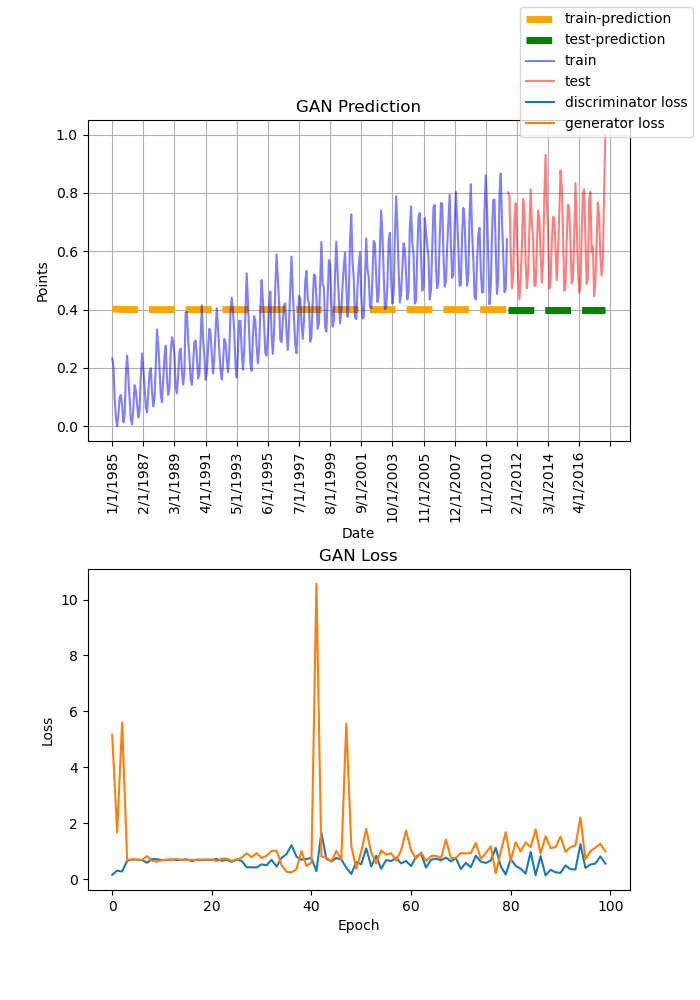 train-prediction
test-prediction
train
test
discriminator loss
generator loss
GAN Prediction
1.0
0.8
0.6
0.4
0.2
0.0
Points
1/1/1985
2/1/1987
3/1/1989
4/1/1991
5/1/1993
6/1/1995
7/1/1997
8/1/1999
9/1/2001
10/1/2003
11/1/2005
12/1/2007
1/1/2010
2/1/2012
3/1/2014
4/1/2016
Date
GAN Loss
10
8
6
4
2
0
Loss
0
20
40
60
80
100
Epoch